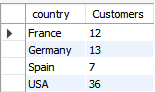 country Customers
France 12
Germany 13
Spain 7
USA 36